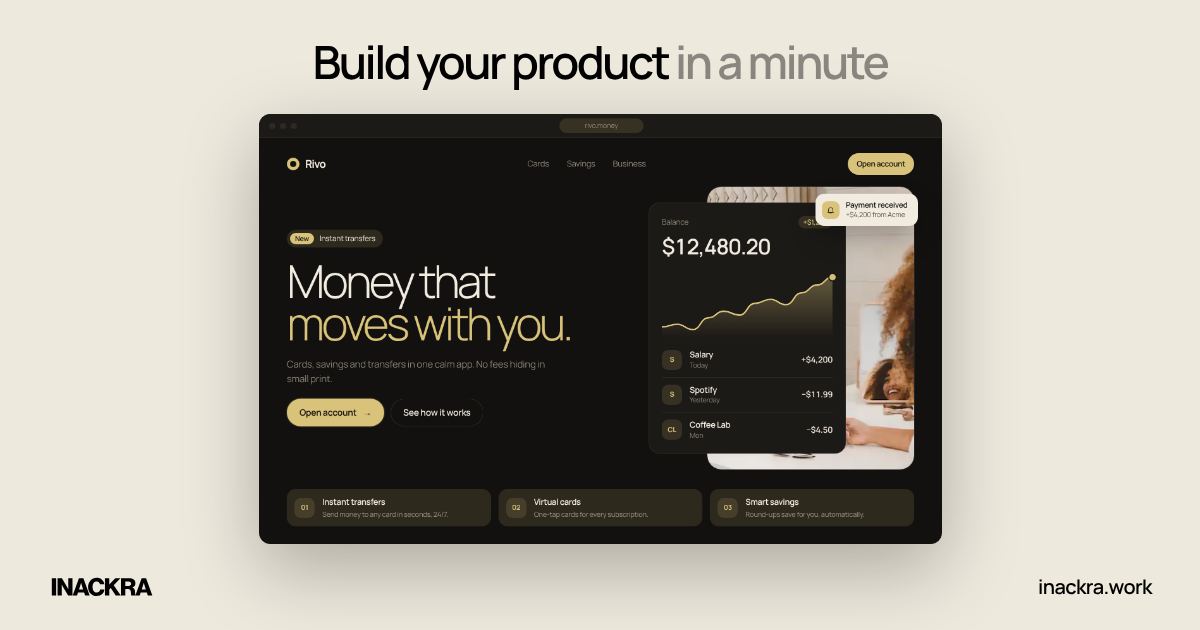 Build your product in a minute
rivo.money
Rivo
Cards
Savings
Business
Open account
New
Instant transfers
Money that
moves with you.
Cards, savings and transfers in one calm app. No fees hiding in
small print.
Open account →
See how it works
Balance
$12,480.20
Payment received
+$4,200 from Acme
S
Salary
Today
+$4,200
S
Spotify
Yesterday
−$11.99
CL
Coffee Lab
Mon
−$4.50
01
Instant transfers
Send money to any card in seconds, 24/7.
02
Virtual cards
One-tap cards for every subscription.
03
Smart savings
Round-ups save for you, automatically.
INACKRA
inackra.work